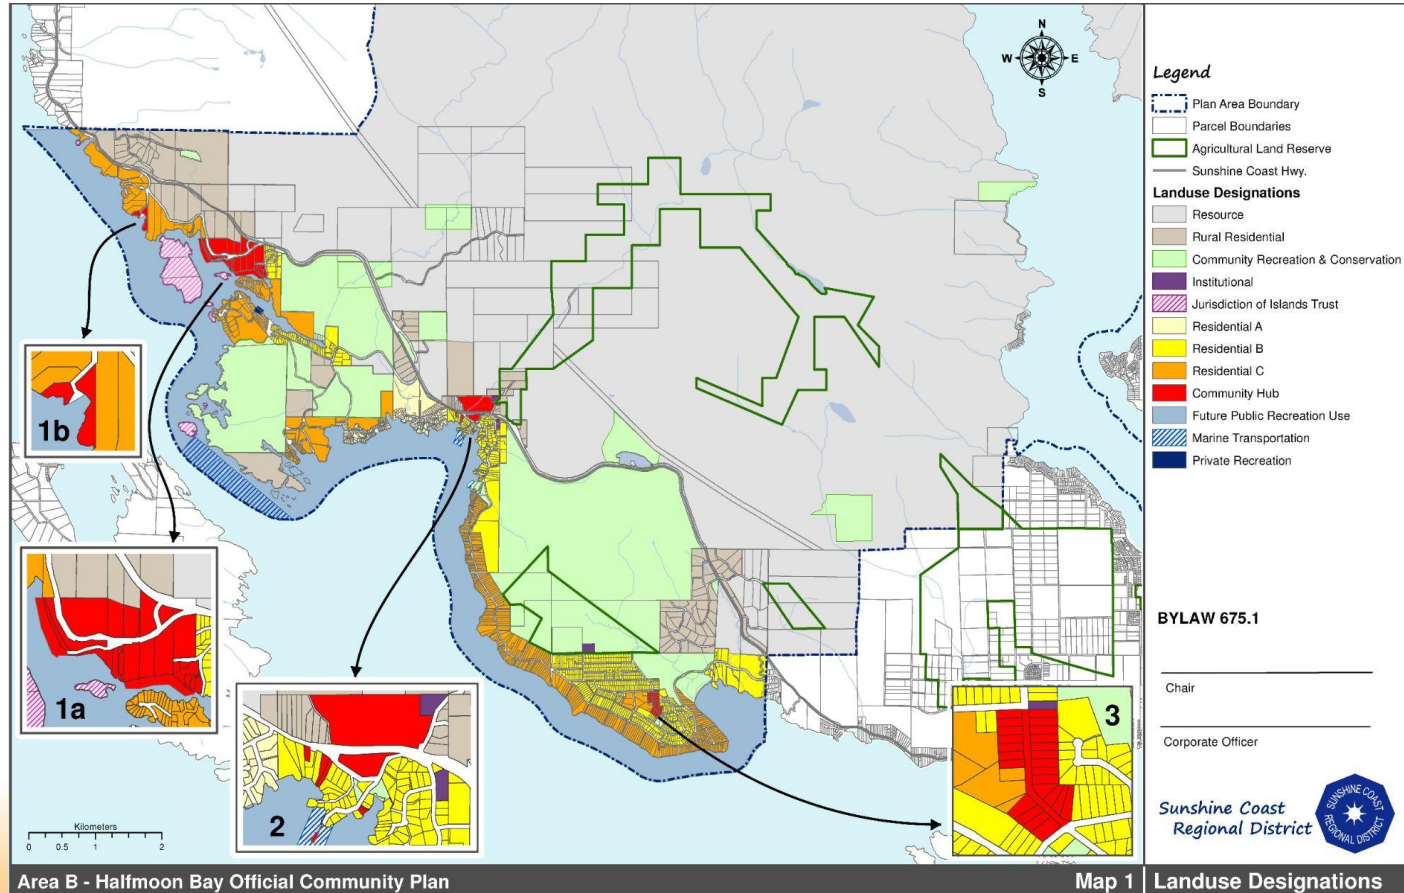 N
W
E
S
Legend
Plan Area Boundary
Parcel Boundaries
Agricultural Land Reserve
Sunshine Coast Hwy.
Landuse Designations
Resource
Rural Residential
Community Recreation & Conservation
Institutional
Jurisdiction of Islands Trust
Residential A
Residential B
Residential C
Community Hub
Future Public Recreation Use
Marine Transportation
Private Recreation
1b
1a
2
3
BYLAW 675.1
Chair
Corporate Officer
Sunshine Coast
Regional District
SUNSHINE COAST
REGIONAL DISTRICT
Kilometers
0 0.5 1 2
Area B - Halfmoon Bay Official Community Plan
Map 1
Landuse Designations